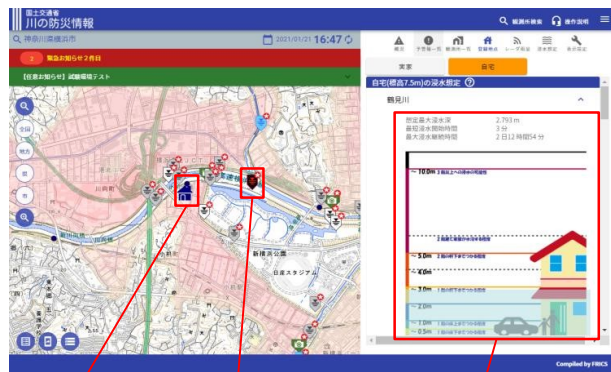 国土交通省
川の防災情報
観測所検索
操作説明
神奈川県横浜市
2021/01/21 16:47
2 緊急お知らせ2件目
【任意お知らせ】試験環境テスト
概況
予警報一覧
観測所一覧
登録地点
レーダ雨量
浸水想定
表示設定
実家
自宅
自宅(標高7.5m)の浸水想定
鶴見川
想定最大浸水深 2.793 m
最短浸水開始時間 3 分
最大浸水継続時間 2 日12 時間54 分
全国
地方
県
市
川向町
新横浜公園
日産スタジアム
~ 10.0m
~ 5.0m
~ 4.0m
~ 3.0m
~ 2.0m
~ 1.0m
~ 0.5m
Compiled by FRICS